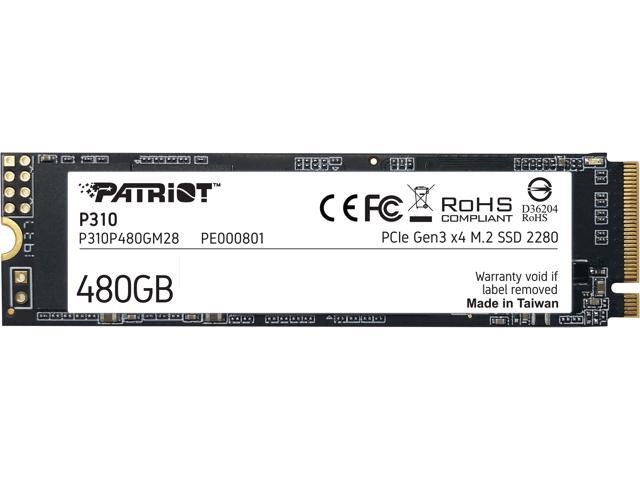 PATRIOT
P310
P310P480GM28 PE000801
480GB
CE FC RoHS
COMPLIANT
D36204
RoHS
PCIe Gen3 x4 M.2 SSD 2280
Warranty void if
label removed
Made in Taiwan